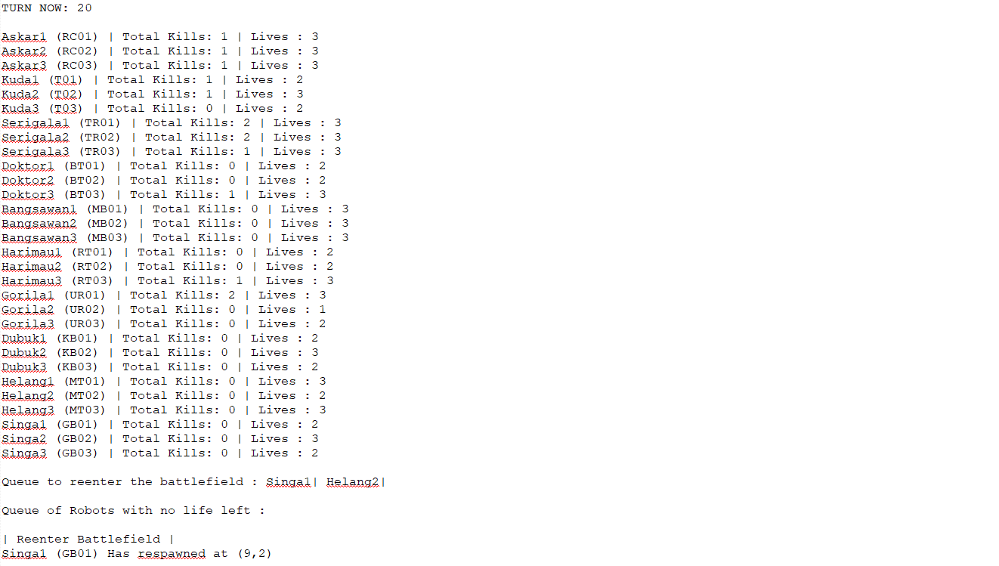 TURN NOW: 20
Askar1 (RC01) | Total Kills: 1 | Lives : 3
Askar2 (RC02) | Total Kills: 1 | Lives : 3
Askar3 (RC03) | Total Kills: 1 | Lives : 3
Kuda1 (T01) | Total Kills: 1 | Lives : 2
Kuda2 (T02) | Total Kills: 1 | Lives : 3
Kuda3 (T03) | Total Kills: 0 | Lives : 2
Serigala1 (TR01) | Total Kills: 2 | Lives : 3
Serigala2 (TR02) | Total Kills: 2 | Lives : 3
Serigala3 (TR03) | Total Kills: 1 | Lives : 3
Doktor1 (BT01) | Total Kills: 0 | Lives : 2
Doktor2 (BT02) | Total Kills: 0 | Lives : 2
Doktor3 (BT03) | Total Kills: 1 | Lives : 3
Bangsawan1 (MB01) | Total Kills: 0 | Lives : 3
Bangsawan2 (MB02) | Total Kills: 0 | Lives : 3
Bangsawan3 (MB03) | Total Kills: 0 | Lives : 3
Harimau1 (RT01) | Total Kills: 0 | Lives : 2
Harimau2 (RT02) | Total Kills: 0 | Lives : 2
Harimau3 (RT03) | Total Kills: 1 | Lives : 3
Gorila1 (UR01) | Total Kills: 2 | Lives : 3
Gorila2 (UR02) | Total Kills: 0 | Lives : 1
Gorila3 (UR03) | Total Kills: 0 | Lives : 2
Dubuk1 (KB01) | Total Kills: 0 | Lives : 2
Dubuk2 (KB02) | Total Kills: 0 | Lives : 3
Dubuk3 (KB03) | Total Kills: 0 | Lives : 2
Helang1 (MT01) | Total Kills: 0 | Lives : 3
Helang2 (MT02) | Total Kills: 0 | Lives : 2
Helang3 (MT03) | Total Kills: 0 | Lives : 3
Singa1 (GB01) | Total Kills: 0 | Lives : 2
Singa2 (GB02) | Total Kills: 0 | Lives : 3
Singa3 (GB03) | Total Kills: 0 | Lives : 2
Queue to reenter the battlefield : Singa1| Helang2|
Queue of Robots with no life left :
| Reenter Battlefield |
Singa1 (GB01) Has respawned at (9,2)